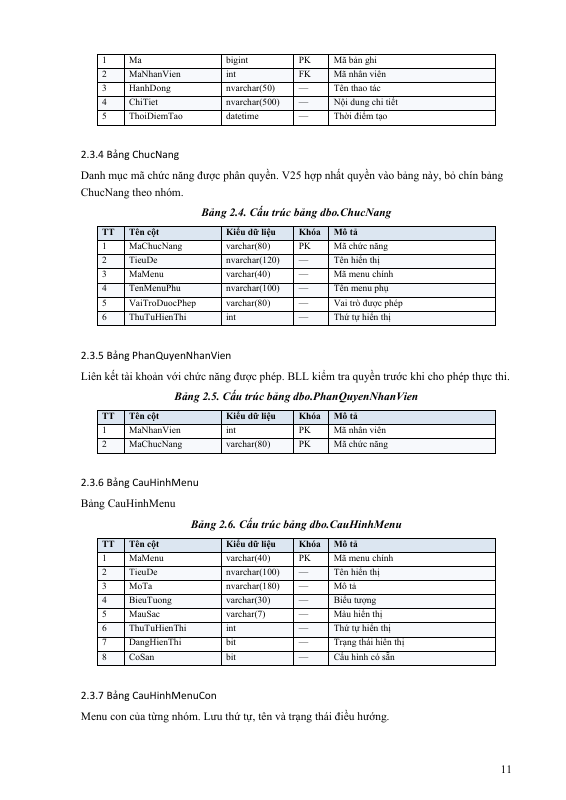 1 Ma bigint PK Mã bản ghi
2 MaNhanVien int FK Mã nhân viên
3 HanhDong nvarchar(50) — Tên thao tác
4 ChiTiet nvarchar(500) — Nội dung chi tiết
5 ThoiDiemTao datetime — Thời điểm tạo
2.3.4 Bảng ChucNang
Danh mục mã chức năng được phân quyền. V25 hợp nhất quyền vào bảng này, bỏ chín bảng
ChucNang theo nhóm.
Bảng 2.4. Cấu trúc bảng dbo.ChucNang
TT Tên cột Kiểu dữ liệu Khóa Mô tả
1 MaChucNang varchar(80) PK Mã chức năng
2 TieuDe nvarchar(120) — Tên hiển thị
3 MaMenu varchar(40) — Mã menu chính
4 TenMenuPhu nvarchar(100) — Tên menu phụ
5 VaiTroDuocPhep varchar(80) — Vai trò được phép
6 ThuTuHienThi int — Thứ tự hiển thị
2.3.5 Bảng PhanQuyenNhanVien
Liên kết tài khoản với chức năng được phép. BLL kiểm tra quyền trước khi cho phép thực thi.
Bảng 2.5. Cấu trúc bảng dbo.PhanQuyenNhanVien
TT Tên cột Kiểu dữ liệu Khóa Mô tả
1 MaNhanVien int PK Mã nhân viên
2 MaChucNang varchar(80) PK Mã chức năng
2.3.6 Bảng CauHinhMenu
Bảng CauHinhMenu
Bảng 2.6. Cấu trúc bảng dbo.CauHinhMenu
TT Tên cột Kiểu dữ liệu Khóa Mô tả
1 MaMenu varchar(40) PK Mã menu chính
2 TieuDe nvarchar(100) — Tên hiển thị
3 MoTa nvarchar(180) — Mô tả
4 BieuTuong varchar(30) — Biểu tượng
5 MauSac varchar(7) — Màu hiển thị
6 ThuTuHienThi int — Thứ tự hiển thị
7 DangHienThi bit — Trạng thái hiển thị
8 CoSan bit — Cấu hình có sẵn
2.3.7 Bảng CauHinhMenuCon
Menu con của từng nhóm. Lưu thứ tự, tên và trạng thái điều hướng.
11